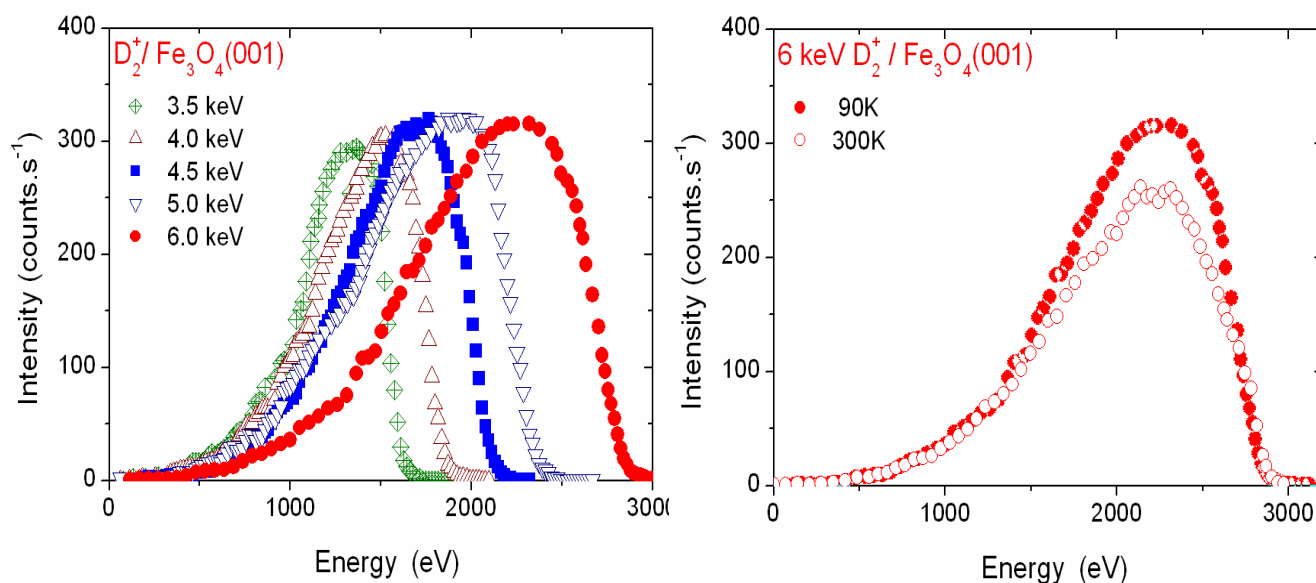 400
300
200
100
0
Intensity (counts.s⁻¹)
D₂⁺/ Fe₃O₄(001)
3.5 keV
4.0 keV
4.5 keV
5.0 keV
6.0 keV
0 1000 2000 3000
Energy (eV)
400
300
200
100
0
Intensity (counts.s⁻¹)
6 keV D₂⁺ / Fe₃O₄(001)
90K
300K
0 1000 2000 3000
Energy (eV)